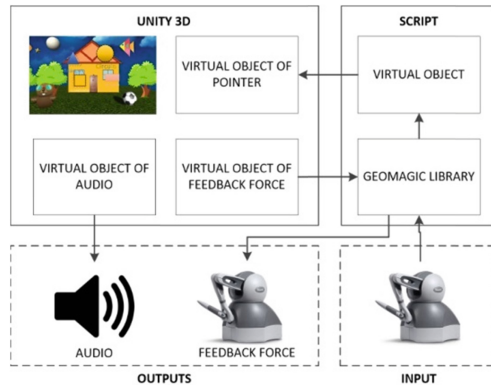 UNITY 3D
SCRIPT
VIRTUAL OBJECT OF
POINTER
VIRTUAL OBJECT
VIRTUAL OBJECT OF
AUDIO
VIRTUAL OBJECT OF
FEEDBACK FORCE
GEOMAGIC LIBRARY
AUDIO
FEEDBACK FORCE
OUTPUTS
INPUT